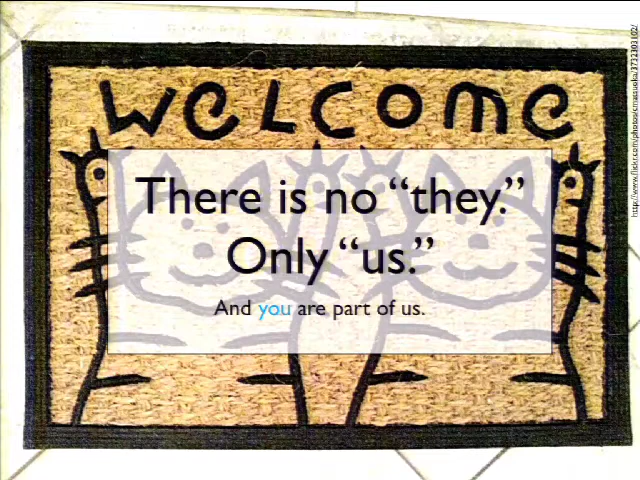 WeLcome
There is no “they.”
Only “us.”
And you are part of us.